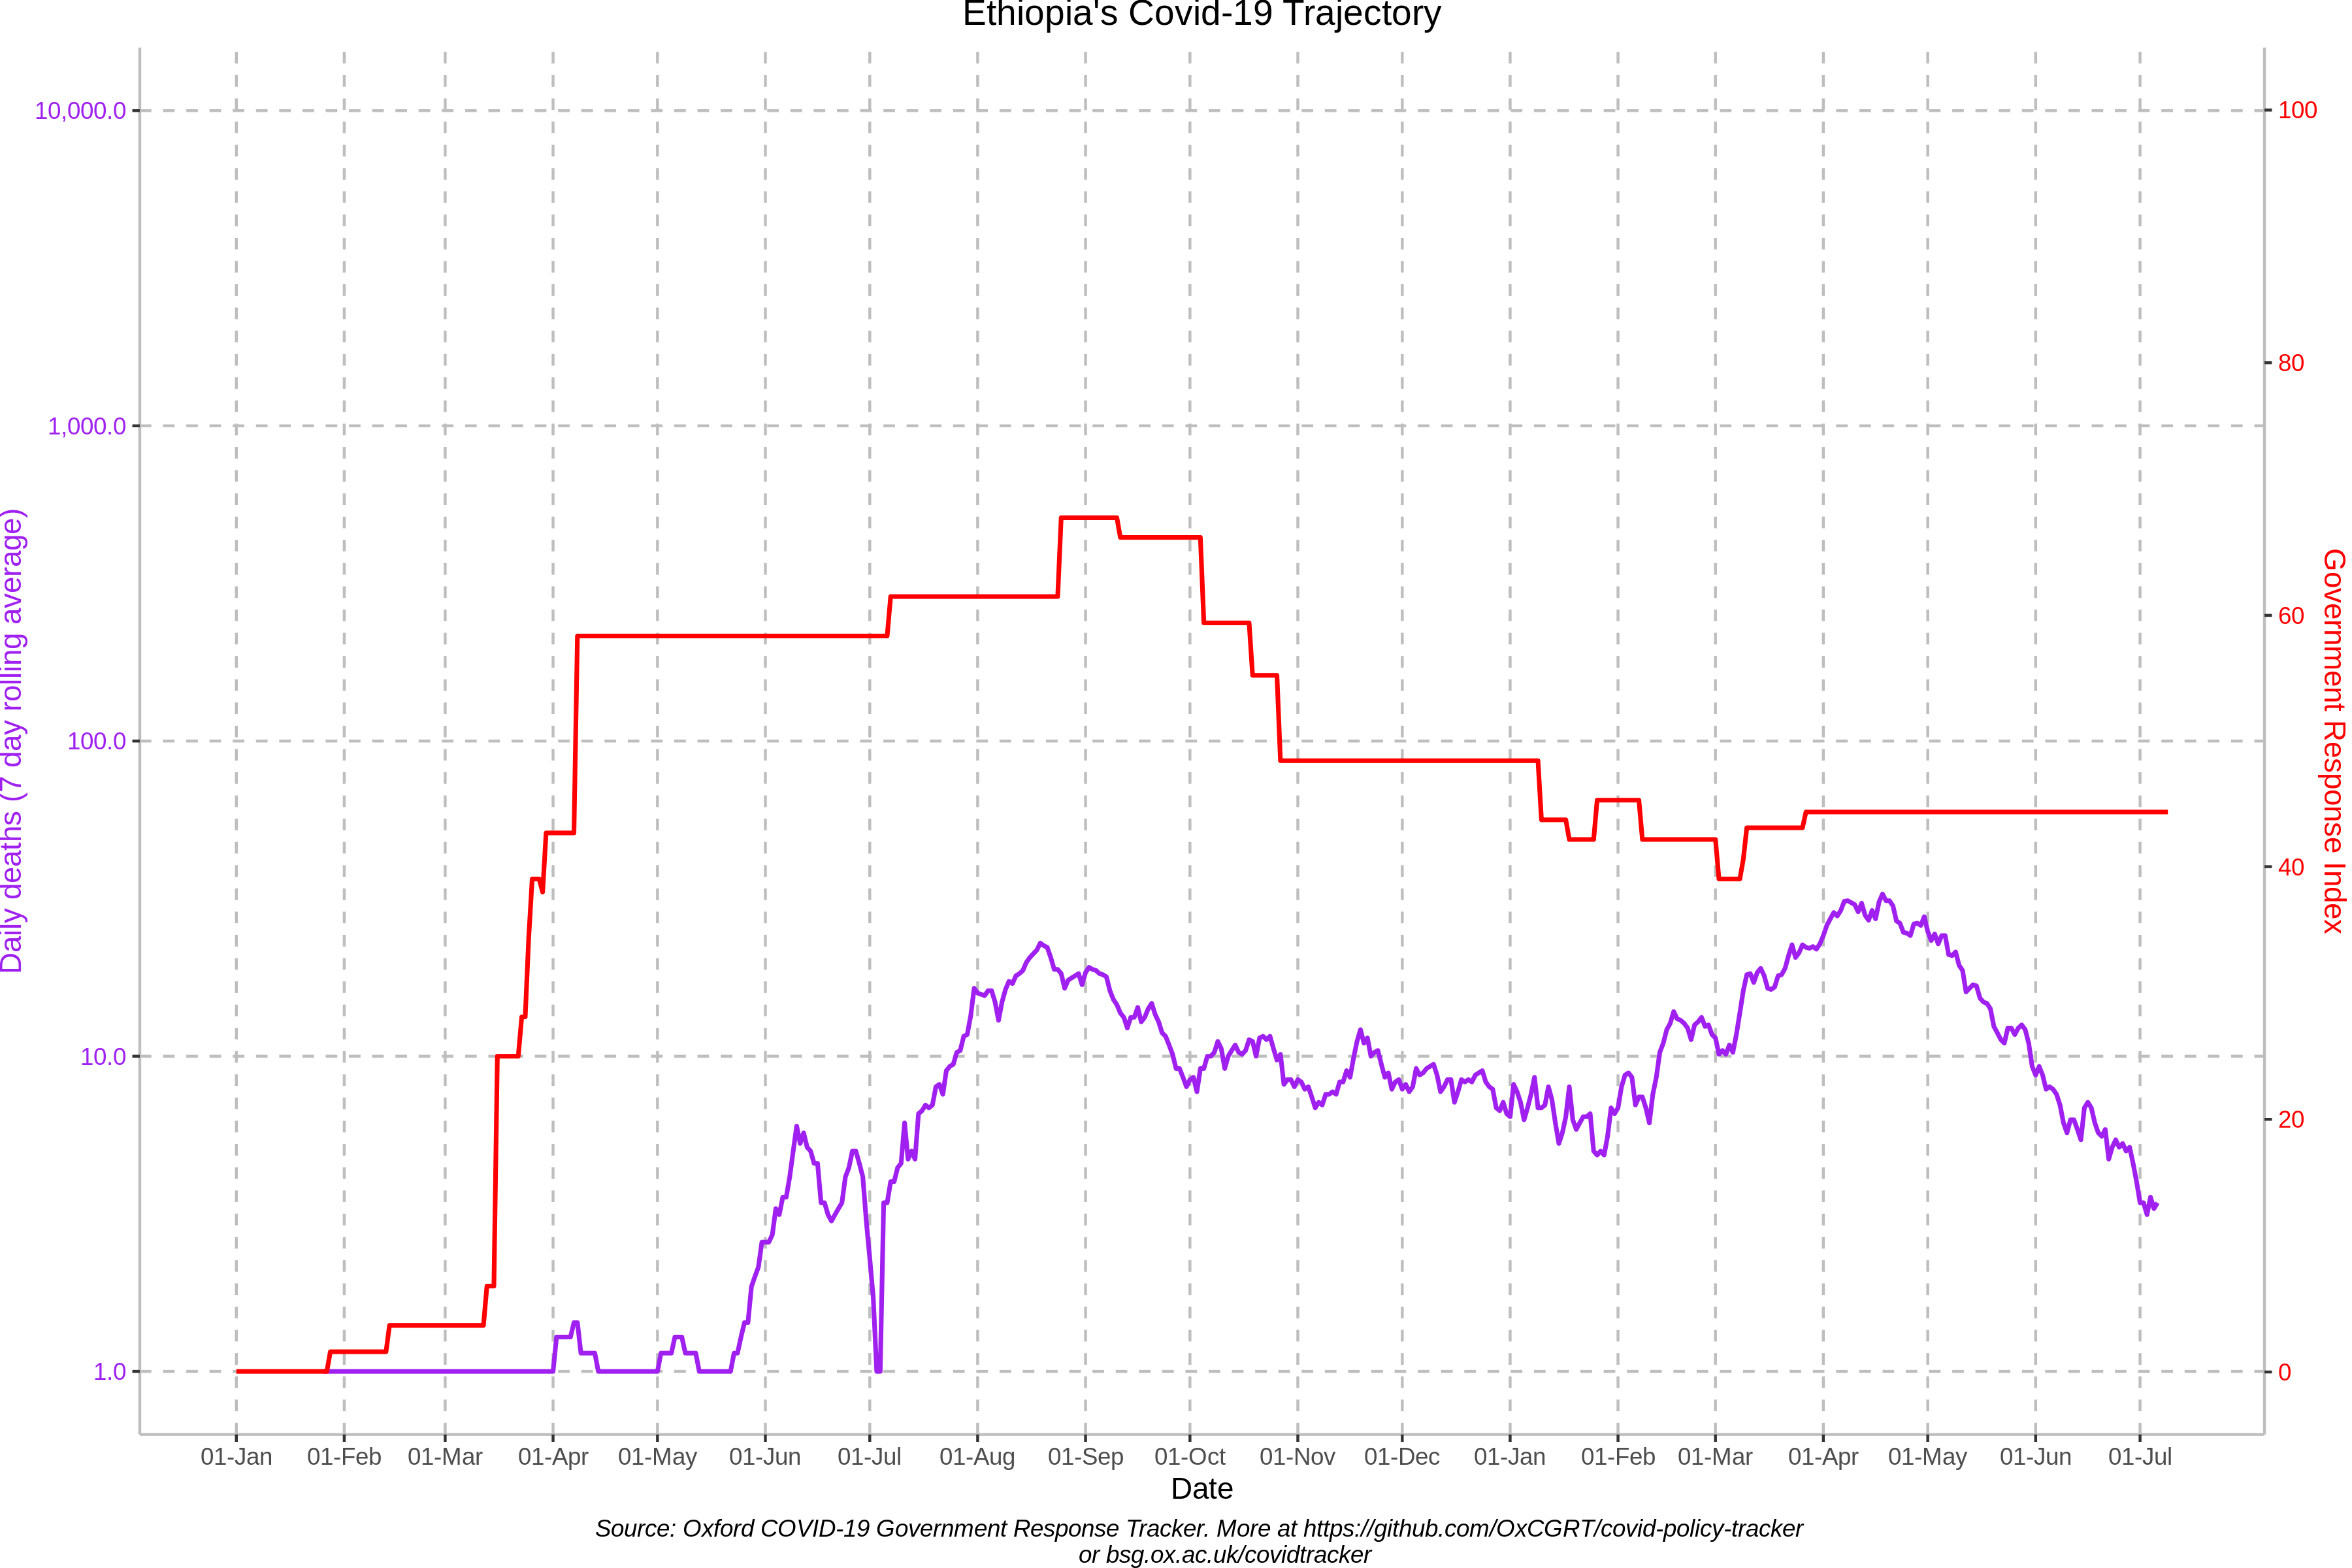 Ethiopia's Covid-19 Trajectory
10,000.0
1,000.0
100.0
10.0
1.0
Daily deaths (7 day rolling average)
100
80
60
40
20
0
Government Response Index
01-Jan 01-Feb 01-Mar 01-Apr 01-May 01-Jun 01-Jul 01-Aug 01-Sep 01-Oct 01-Nov 01-Dec 01-Jan 01-Feb 01-Mar 01-Apr 01-May 01-Jun 01-Jul
Date
Source: Oxford COVID-19 Government Response Tracker. More at https://github.com/OxCGRT/covid-policy-tracker
or bsg.ox.ac.uk/covidtracker